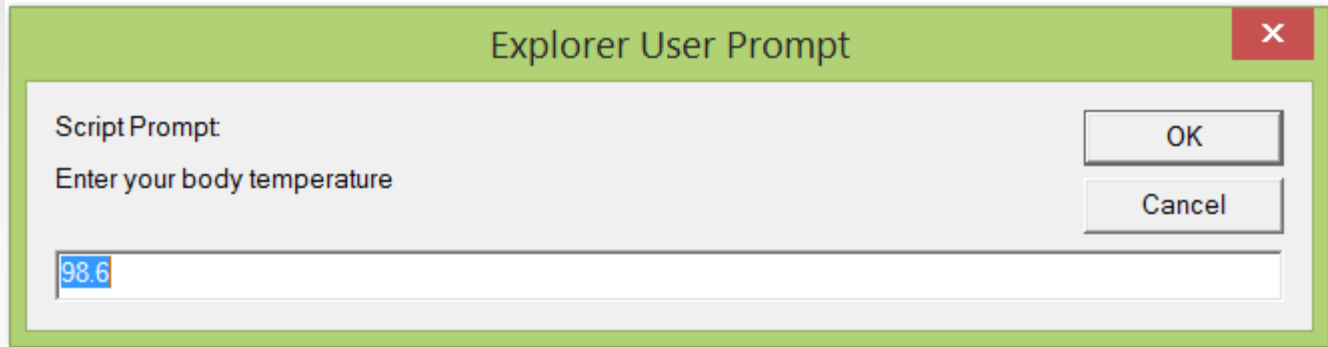 Explorer User Prompt
Script Prompt:
OK
Enter your body temperature
Cancel
98.6